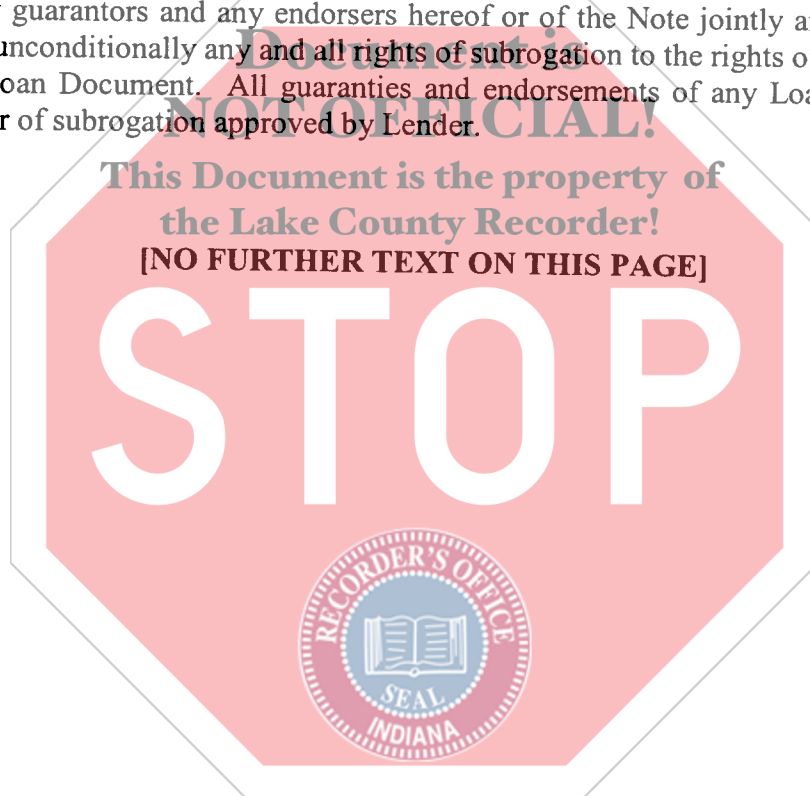 guarantors and any endorsers hereof or of the Note jointly
unconditionally any and all rights of subrogation to the rights
Document. All guaranties and endorsements of any
of subrogation approved by Lender.
Document is
NOT OFFICIAL!
This Document is the property of
the Lake County Recorder!
[NO FURTHER TEXT ON THIS PAGE]
STOP
RECORDER'S OFFICE
SEAL
INDIANA